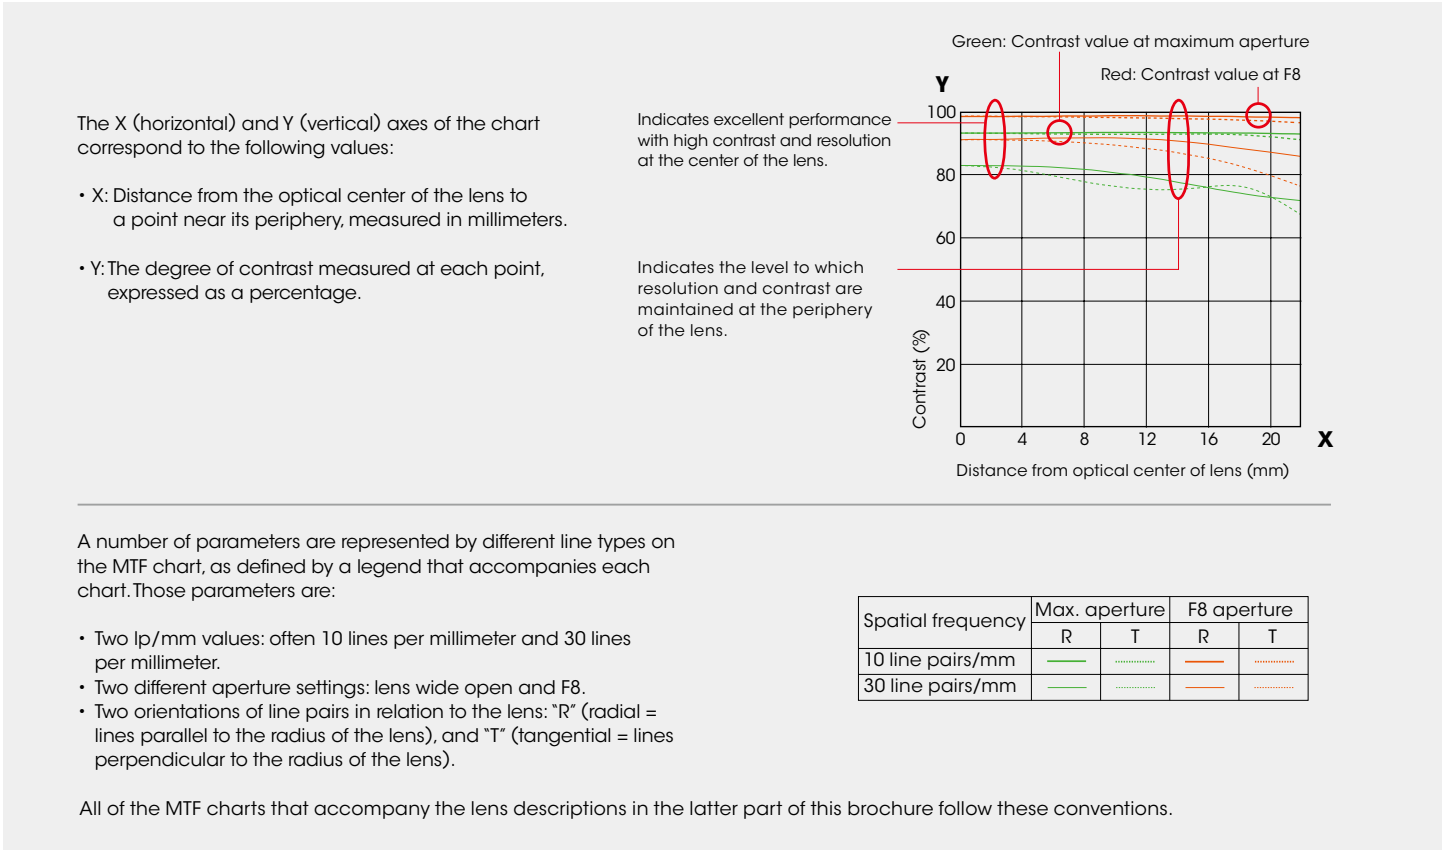 The X (horizontal) and Y (vertical) axes of the chart
correspond to the following values:
• X: Distance from the optical center of the lens to
a point near its periphery, measured in millimeters.
• Y: The degree of contrast measured at each point,
expressed as a percentage.
Green: Contrast value at maximum aperture
Red: Contrast value at F8
Indicates excellent performance
with high contrast and resolution
at the center of the lens.
Indicates the level to which
resolution and contrast are
maintained at the periphery
of the lens.
Y
100
80
60
40
20
Contrast (%)
0 4 8 12 16 20 X
Distance from optical center of lens (mm)
A number of parameters are represented by different line types on
the MTF chart, as defined by a legend that accompanies each
chart. Those parameters are:
• Two lp/mm values: often 10 lines per millimeter and 30 lines
per millimeter.
• Two different aperture settings: lens wide open and F8.
• Two orientations of line pairs in relation to the lens: “R” (radial =
lines parallel to the radius of the lens), and “T” (tangential = lines
perpendicular to the radius of the lens).
Spatial frequency Max. aperture F8 aperture
R T R T
10 line pairs/mm
30 line pairs/mm
All of the MTF charts that accompany the lens descriptions in the latter part of this brochure follow these conventions.